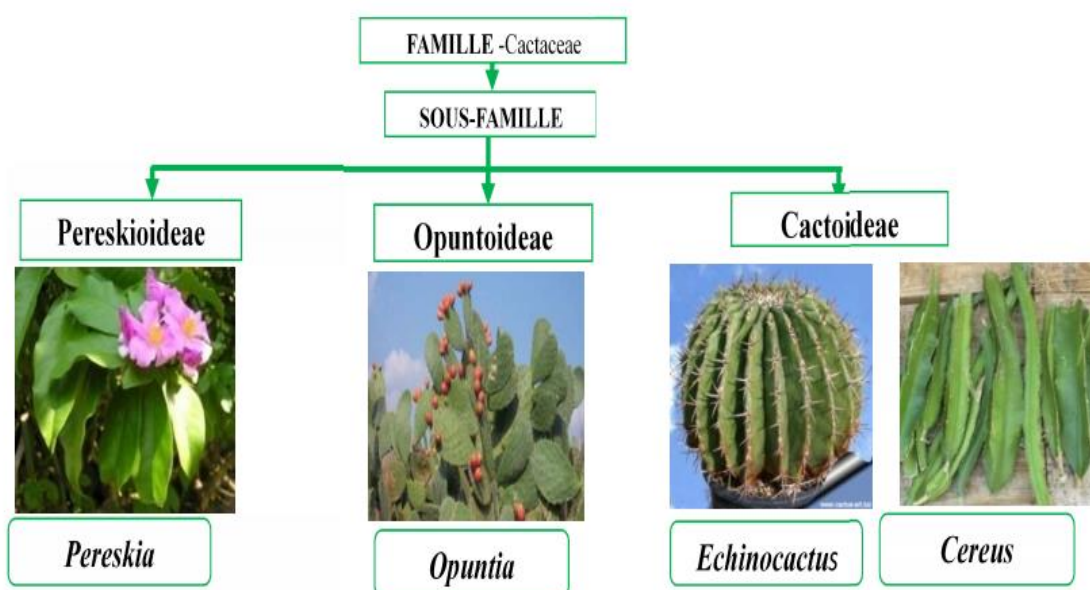 FAMILLE -Cactaceae
SOUS-FAMILLE
Pereskioideae
Opuntoideae
Cactoideae
Pereskia
Opuntia
Echinocactus
Cereus